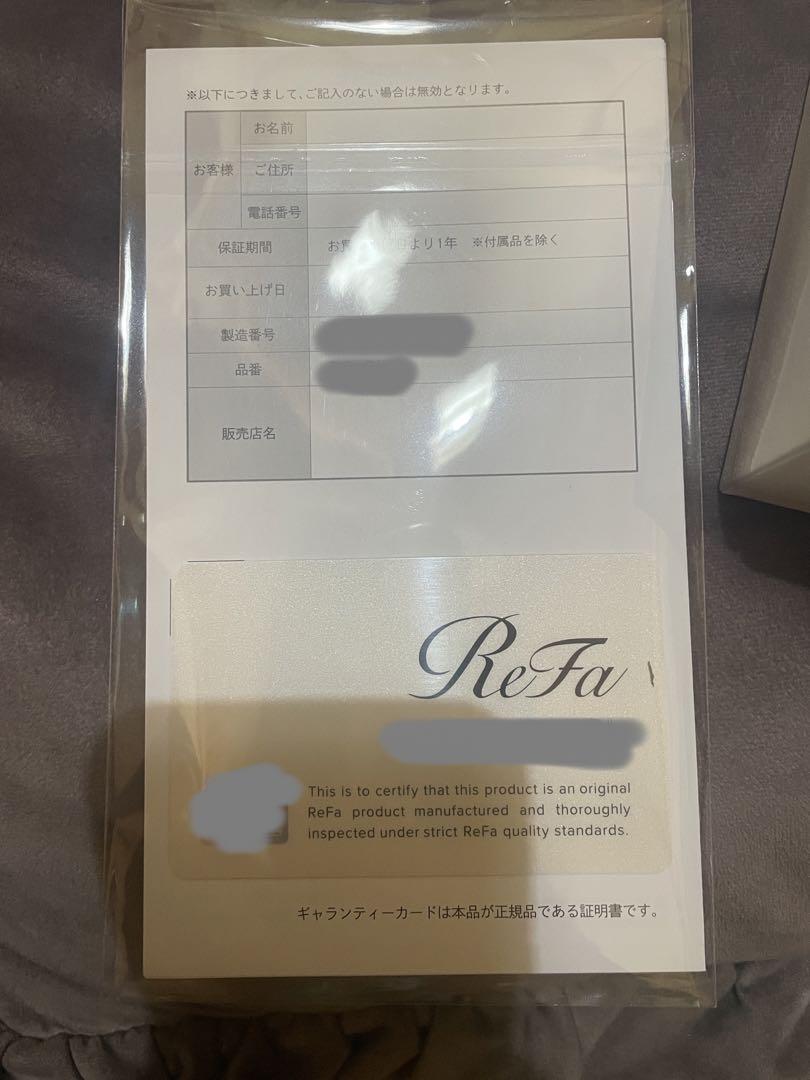 ※以下につきまして、ご記入のない場合は無効となります。
お客様
お名前
ご住所
電話番号
保証期間 お買 より1年 ※付属品を除く
お買い上げ日
製造番号
品番
販売店名
ReFa
This is to certify that this product is an original
ReFa product manufactured and thoroughly
inspected under strict ReFa quality standards.
ギャランティーカードは本品が正規品である証明書です。